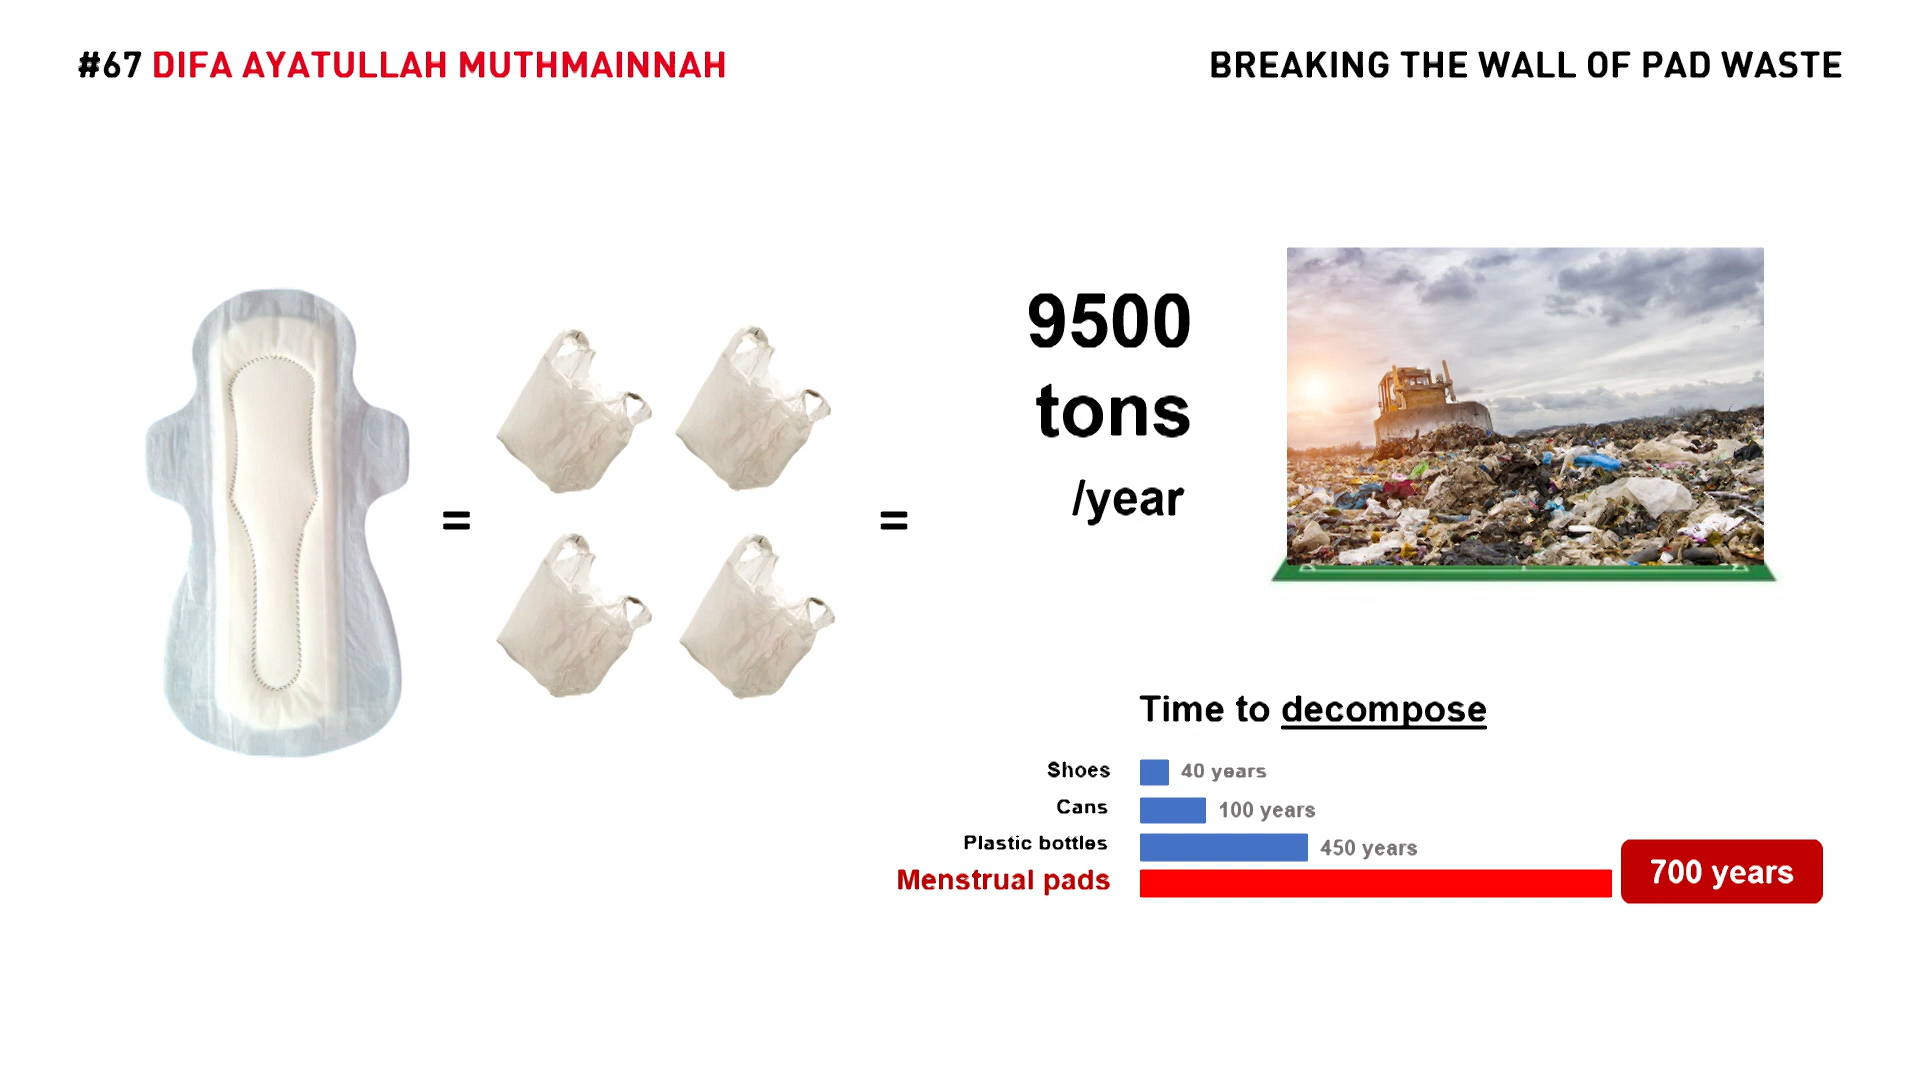 #67 DIFA AYATULLAH MUTHMAINNAH
BREAKING THE WALL OF PAD WASTE
=
=
9500
tons
/year
Time to decompose
Shoes 40 years
Cans 100 years
Plastic bottles 450 years
Menstrual pads 700 years